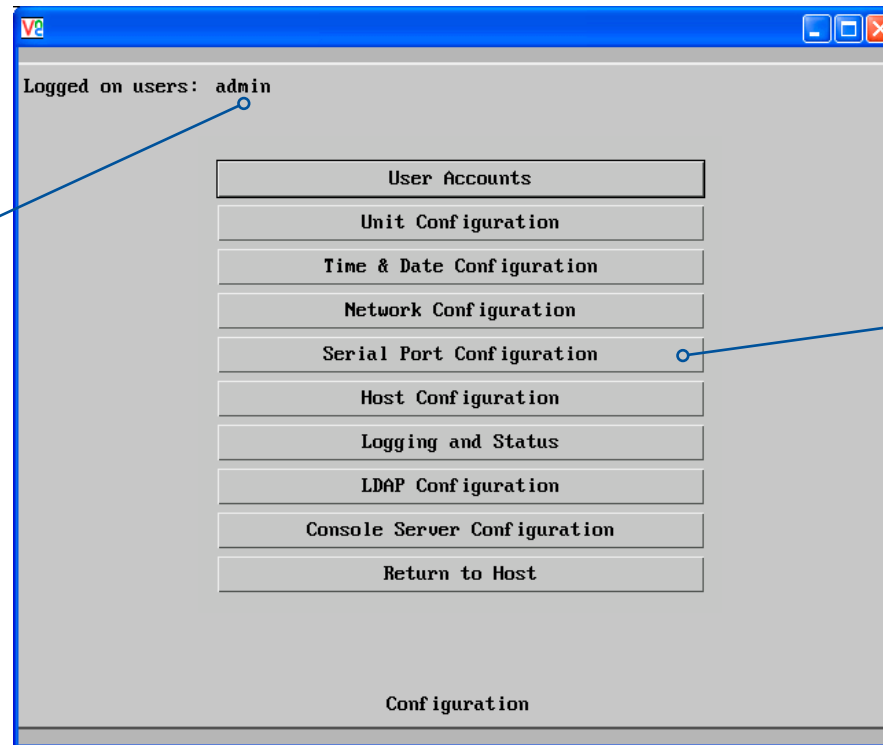 V2
Logged on users: admin
User Accounts
Unit Configuration
Time & Date Configuration
Network Configuration
Serial Port Configuration
Host Configuration
Logging and Status
LDAP Configuration
Console Server Configuration
Return to Host
Configuration